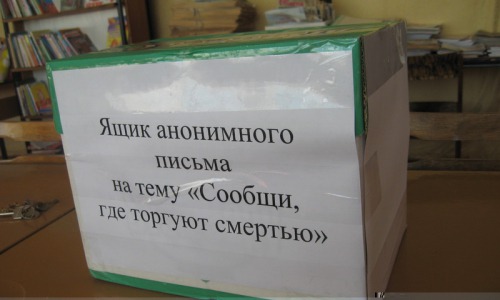 Ящик анонимного
письма
на тему «Сообщи,
где торгуют смертью»